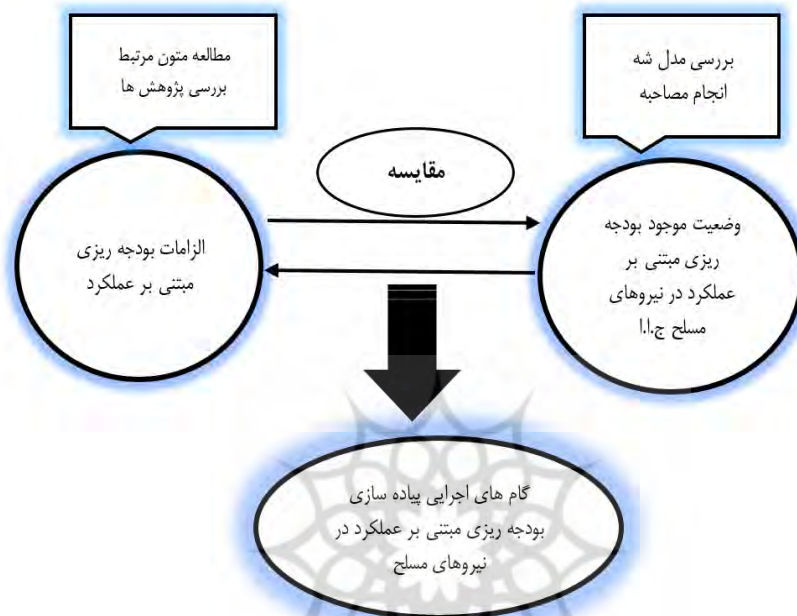 بررسی مدل شه
انجام مصاحبه
مطالعه متون مرتبط
بررسی پژوهش ها
مقایسه
وضعیت موجود بودجه
ریزی مبتنی بر
عملکرد در نیروهای
مسلح ج.ا.ا
الزامات بودجه ریزی
مبتنی بر عملکرد
گام های اجرایی پیاده سازی
بودجه ریزی مبتنی بر عملکرد در
نیروهای مسلح